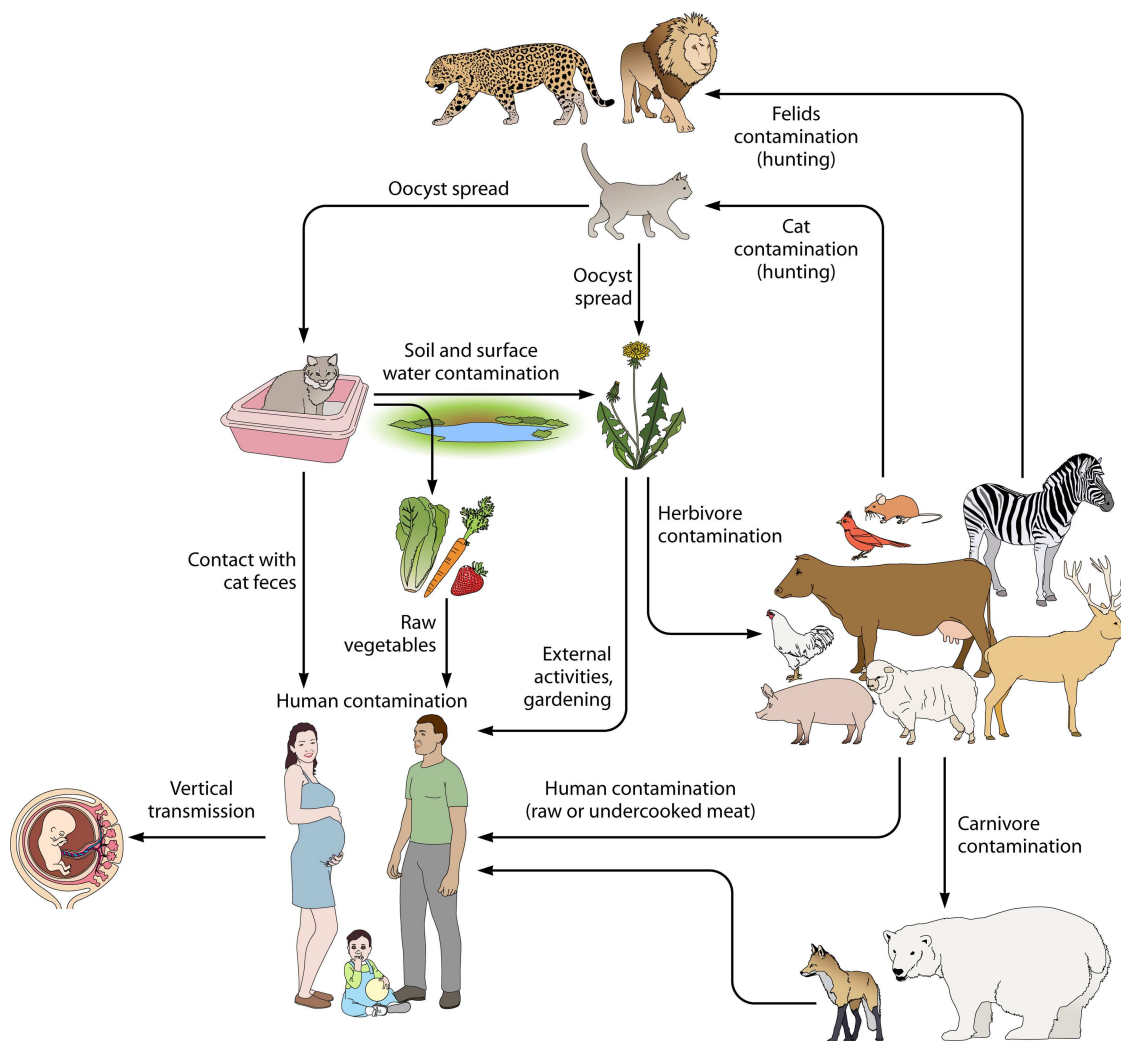 Felids
contamination
(hunting)
Oocyst spread
Cat
contamination
(hunting)
Oocyst
spread
Soil and surface
water contamination
Herbivore
contamination
Contact with
cat feces
Raw
vegetables
External
activities,
gardening
Human contamination
Vertical
transmission
Human contamination
(raw or undercooked meat)
Carnivore
contamination